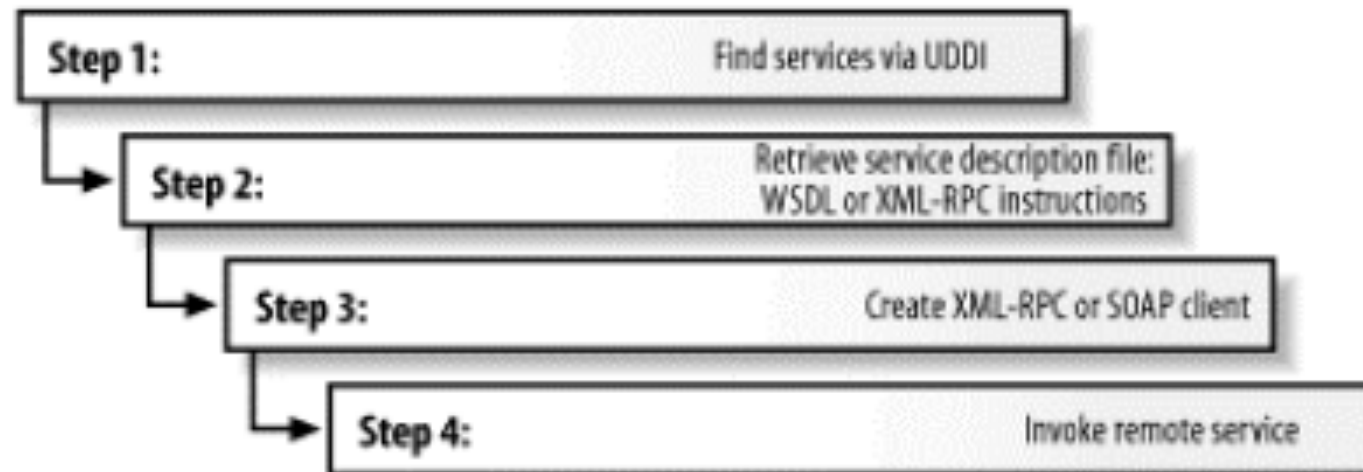 Step 1: Find services via UDDI
Step 2: Retrieve service description file:
WSDL or XML-RPC instructions
Step 3: Create XML-RPC or SOAP client
Step 4: Invoke remote service